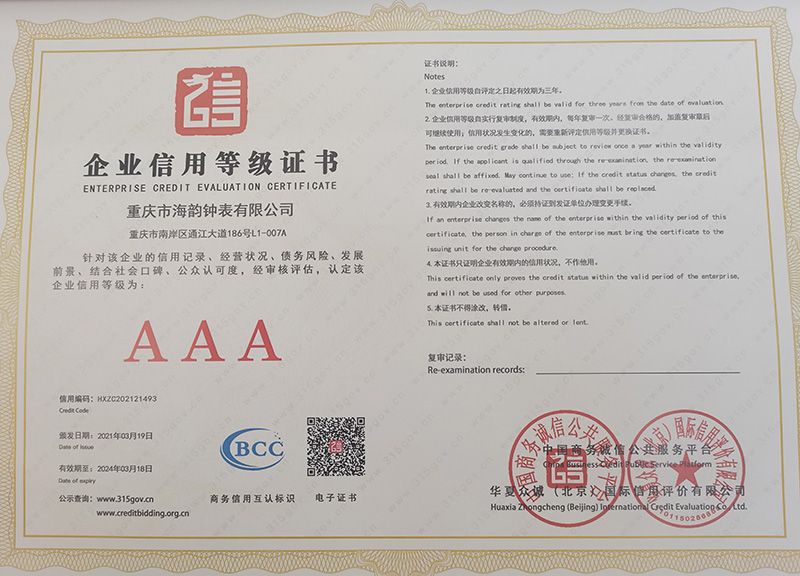 企业信用等级证书
ENTERPRISE CREDIT EVALUATION CERTIFICATE
重庆市海韵钟表有限公司
重庆市南岸区通江大道186号L1-007A
针对该企业的信用记录、经营状况、债务风险、发展
前景、结合社会口碑、公众认可度，经审核评估，认定该
企业信用等级为：
AAA
信用编码：HXZC202121493
Credit Code
颁发日期：2021年03月19日
Date of Issue
有效期至：2024年03月18日
Date of expiry
公示查询：www.315gov.cn
www.creditbidding.org.cn
BCC
商务信用互认标识
电子证书
证书说明：
Notes
1. 企业信用等级自评定之日起有效期为三年。
The enterprise credit rating shall be valid for three years from the date of evaluation.
2. 企业信用等级自实行复审制度，有效期内，每年复审一次。经复审合格的，加盖复审章后
可继续使用；信用状况发生变化的，需要重新评定信用等级并更换证书。
The enterprise credit grade shall be subject to review once a year within the validity
period. If the applicant is qualified through the re-examination, the re-examination
seal shall be affixed. May continue to use; If the credit status changes, the credit
rating shall be re-evaluated and the certificate shall be replaced.
3. 有效期内企业改变名称的，必须持证到发证单位办理变更手续。
If an enterprise changes the name of the enterprise within the validity period of this
certificate, the person in charge of the enterprise must bring the certificate to the
issuing unit for the change procedure.
4. 本证书只证明企业有效期内的信用状况，不作他用。
This certificate only proves the credit status within the valid period of the enterprise,
and will not be used for other purposes.
5. 本证书不得涂改，转借。
This certificate shall not be altered or lent.
复审记录：
Re-examination records:
中国商务诚信公共服务平台
China Business Credit Public Service Platform
华夏众诚（北京）国际信用评价有限公司
Huaxia Zhongcheng (Beijing) International Credit Evaluation Co., Ltd.